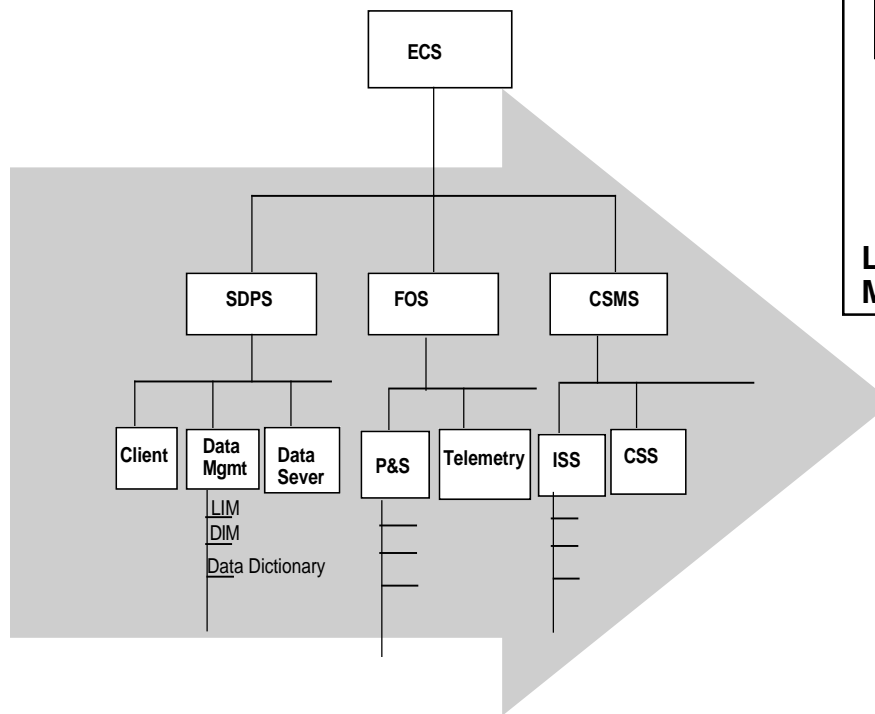 ECS
SDPS
FOS
CSMS
Client
Data
Mgmt
Data
Sever
P&S
Telemetry
ISS
CSS
LIM
DIM
Data Dictionary
L